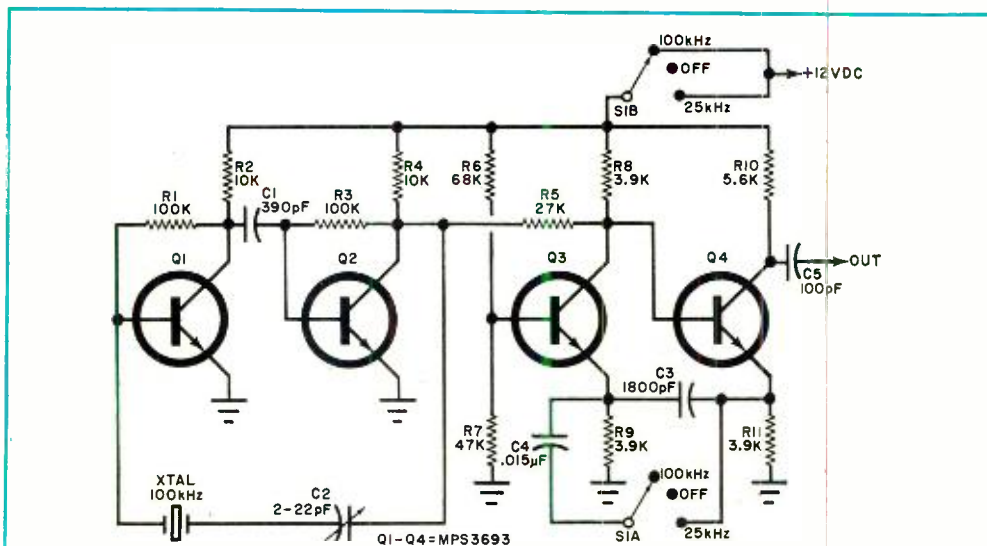 100kHz
OFF
+12VDC
S1B
25kHz
R2
10K
R4
10K
R6
68K
R8
3.9K
R10
5.6K
R1
100K
C1
390pF
R3
100K
R5
27K
Q1
Q2
Q3
Q4
OUT
C5
100pF
C3
1800pF
R7
47K
C4
.015µF
R9
3.9K
R11
3.9K
XTAL
100kHz
C2
2-22pF
100kHz
OFF
S1A
25kHz
Q1-Q4=MPS3693